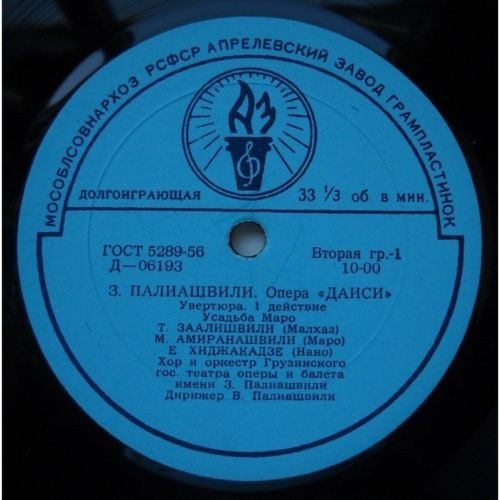 МОСОБЛСОВНАРХОЗ РСФСР АПРЕЛЕВСКИЙ ЗАВОД ГРАМПЛАСТИНОК
АЗ
ДОЛГОИГРАЮЩАЯ
33 1/3 об. в мин.
ГОСТ 5289-56
Вторая гр.-1
Д—06193
10-00
З. ПАЛИАШВИЛИ. Опера «ДАИСИ»
Увертюра. 1 действие
Усадьба Маро
Т. ЗААЛИШВИЛИ (Малхаз)
М. АМИРАНАШВИЛИ (Маро)
Е. ХИДЖАКАДЗЕ (Нано)
Хор и оркестр Грузинского
гос. театра оперы и балета
имени З. Палиашвили
Дирижер В. Палиашвили